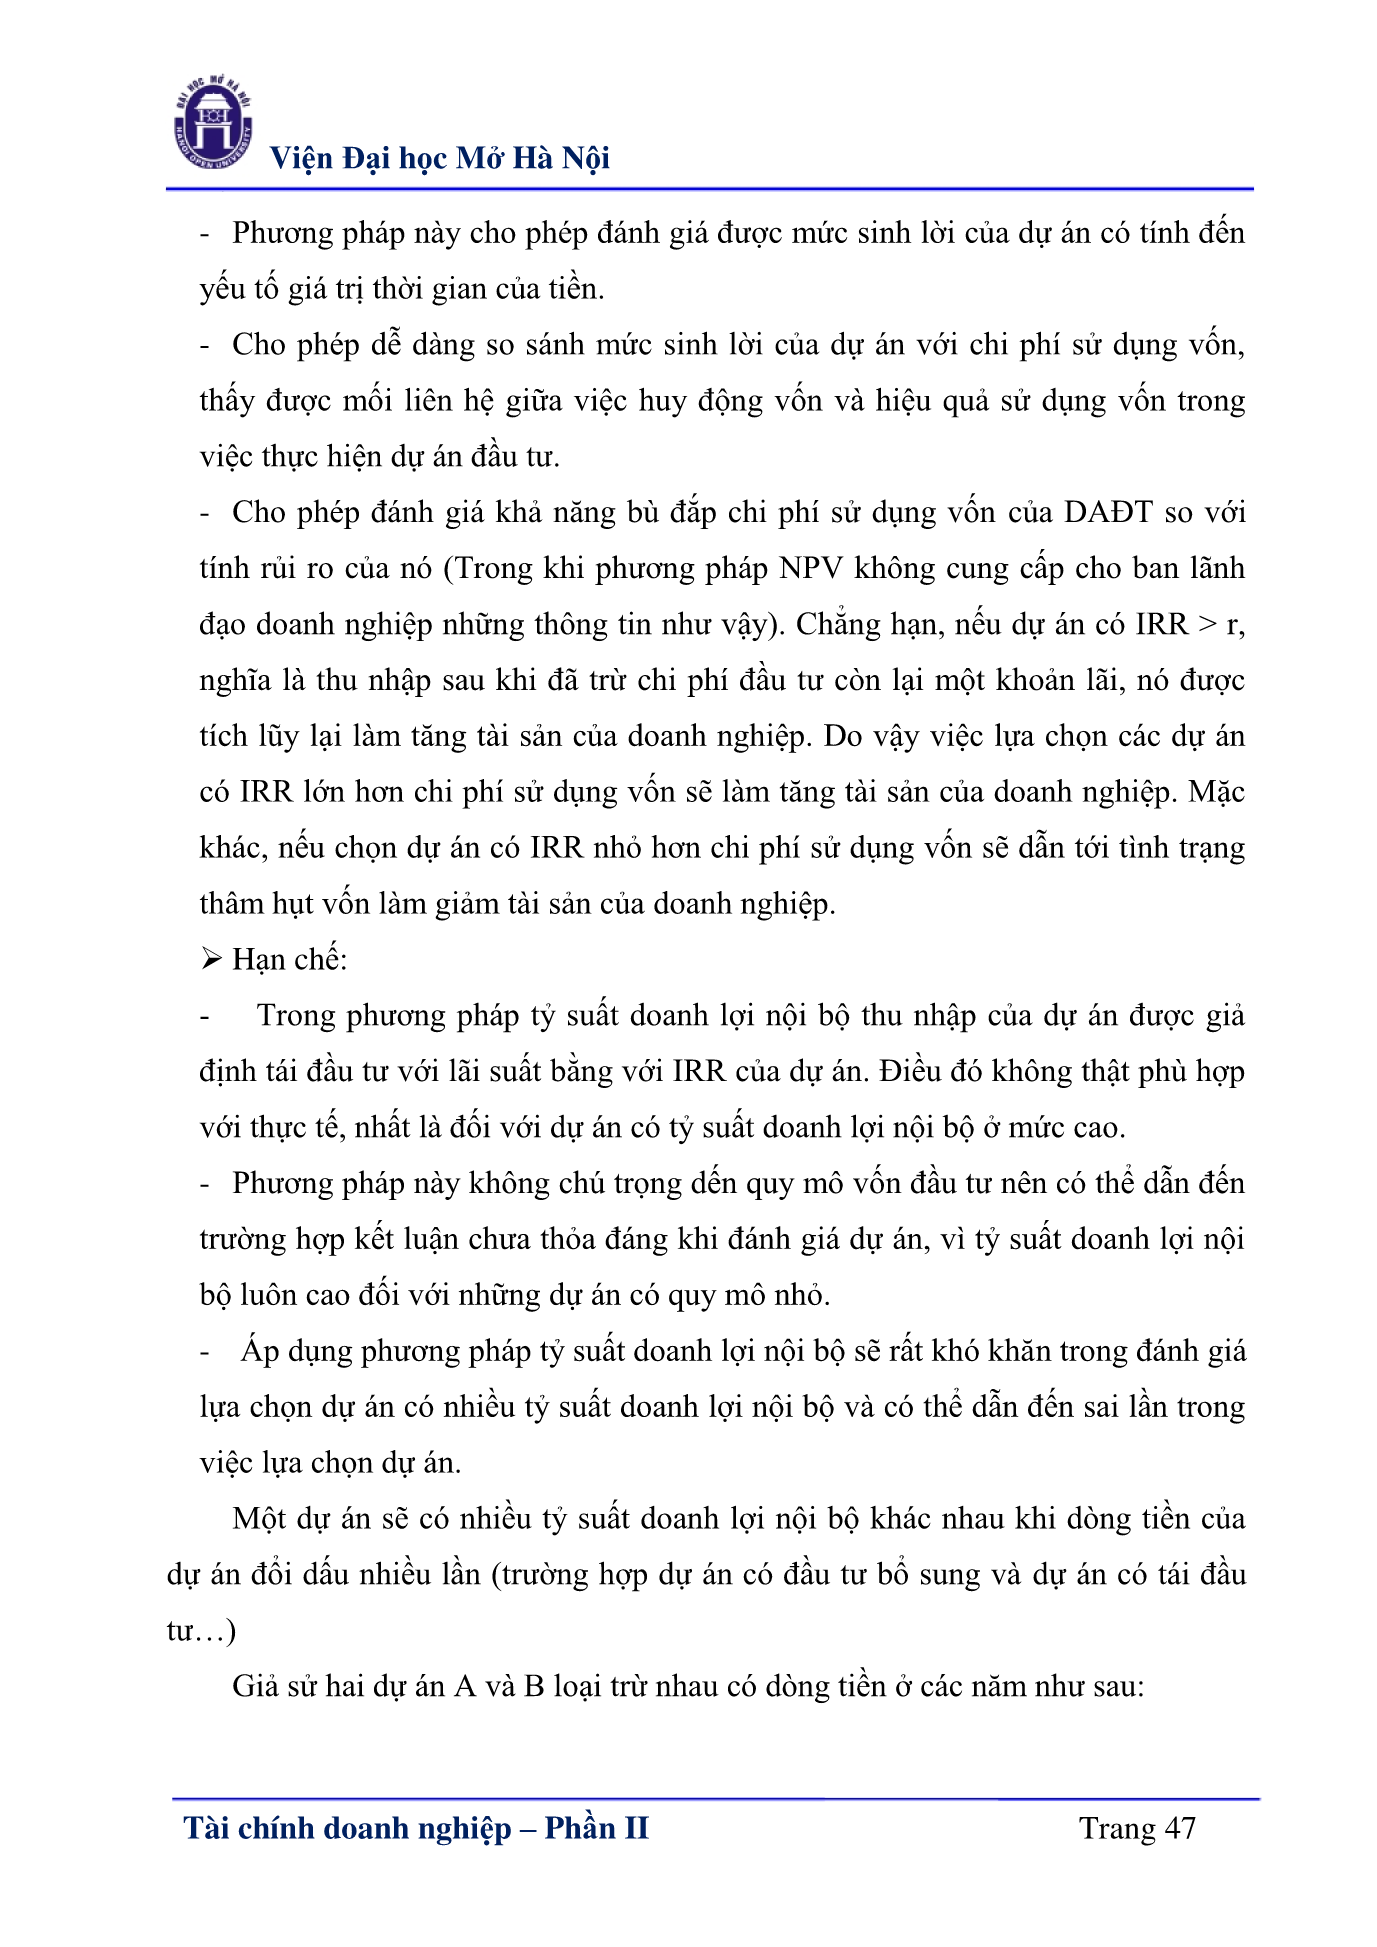 ĐẠI HỌC MỞ HÀ NỘI
HANOI OPEN UNIVERSITY
Viện Đại học Mở Hà Nội
- Phương pháp này cho phép đánh giá được mức sinh lời của dự án có tính đến
yếu tố giá trị thời gian của tiền.
- Cho phép dễ dàng so sánh mức sinh lời của dự án với chi phí sử dụng vốn,
thấy được mối liên hệ giữa việc huy động vốn và hiệu quả sử dụng vốn trong
việc thực hiện dự án đầu tư.
- Cho phép đánh giá khả năng bù đắp chi phí sử dụng vốn của DAĐT so với
tính rủi ro của nó (Trong khi phương pháp NPV không cung cấp cho ban lãnh
đạo doanh nghiệp những thông tin như vậy). Chẳng hạn, nếu dự án có IRR > r,
nghĩa là thu nhập sau khi đã trừ chi phí đầu tư còn lại một khoản lãi, nó được
tích lũy lại làm tăng tài sản của doanh nghiệp. Do vậy việc lựa chọn các dự án
có IRR lớn hơn chi phí sử dụng vốn sẽ làm tăng tài sản của doanh nghiệp. Mặc
khác, nếu chọn dự án có IRR nhỏ hơn chi phí sử dụng vốn sẽ dẫn tới tình trạng
thâm hụt vốn làm giảm tài sản của doanh nghiệp.
➢ Hạn chế:
- Trong phương pháp tỷ suất doanh lợi nội bộ thu nhập của dự án được giả
định tái đầu tư với lãi suất bằng với IRR của dự án. Điều đó không thật phù hợp
với thực tế, nhất là đối với dự án có tỷ suất doanh lợi nội bộ ở mức cao.
- Phương pháp này không chú trọng dến quy mô vốn đầu tư nên có thể dẫn đến
trường hợp kết luận chưa thỏa đáng khi đánh giá dự án, vì tỷ suất doanh lợi nội
bộ luôn cao đối với những dự án có quy mô nhỏ.
- Áp dụng phương pháp tỷ suất doanh lợi nội bộ sẽ rất khó khăn trong đánh giá
lựa chọn dự án có nhiều tỷ suất doanh lợi nội bộ và có thể dẫn đến sai lần trong
việc lựa chọn dự án.
Một dự án sẽ có nhiều tỷ suất doanh lợi nội bộ khác nhau khi dòng tiền của
dự án đổi dấu nhiều lần (trường hợp dự án có đầu tư bổ sung và dự án có tái đầu
tư…)
Giả sử hai dự án A và B loại trừ nhau có dòng tiền ở các năm như sau:
Tài chính doanh nghiệp – Phần II Trang 47